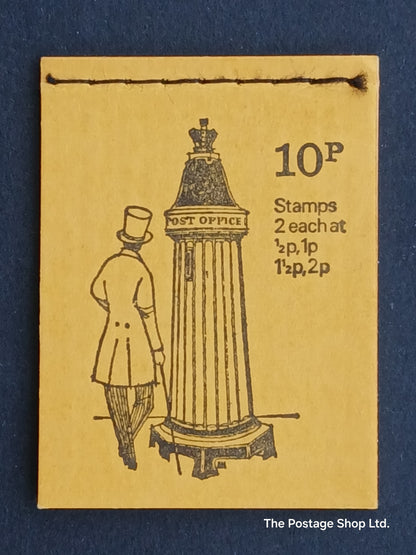 10P
Stamps
2 each at
½p,1p
1½p,2p
POST OFFICE
The Postage Shop Ltd.